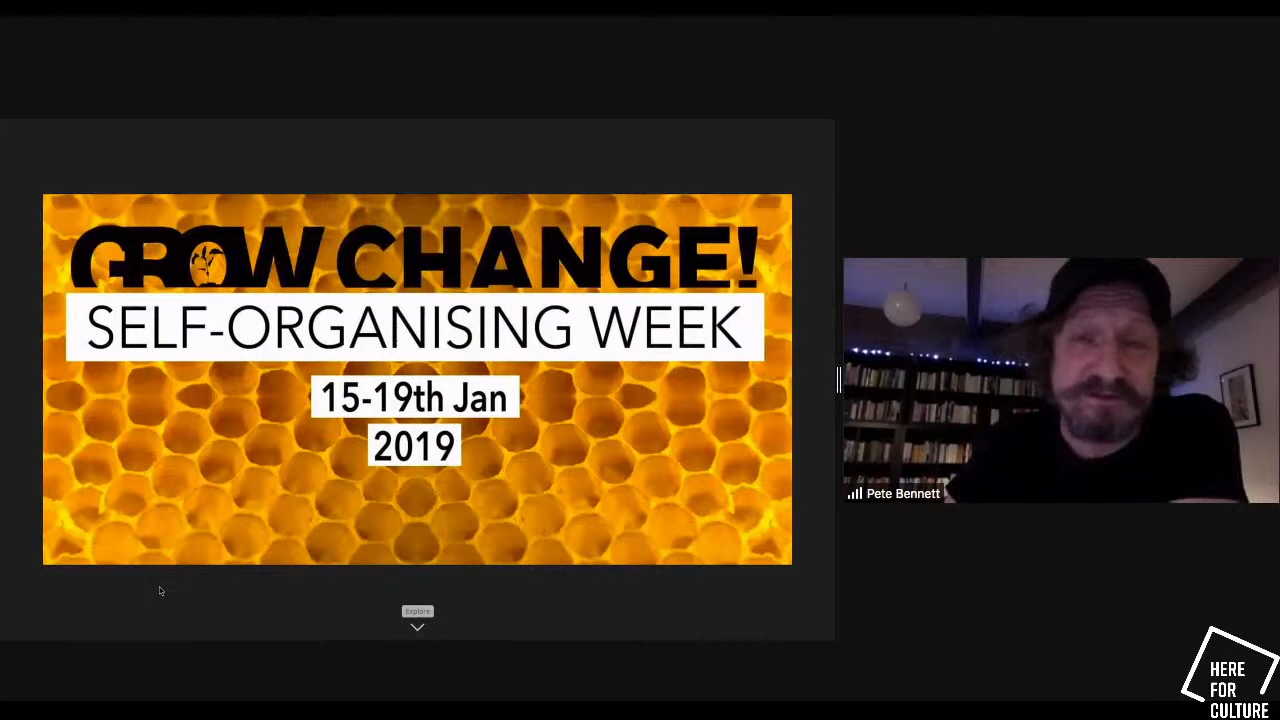 GROW CHANGE!
SELF-ORGANISING WEEK
15-19th Jan
2019
Pete Bennett
Explore
HERE
FOR
CULTURE